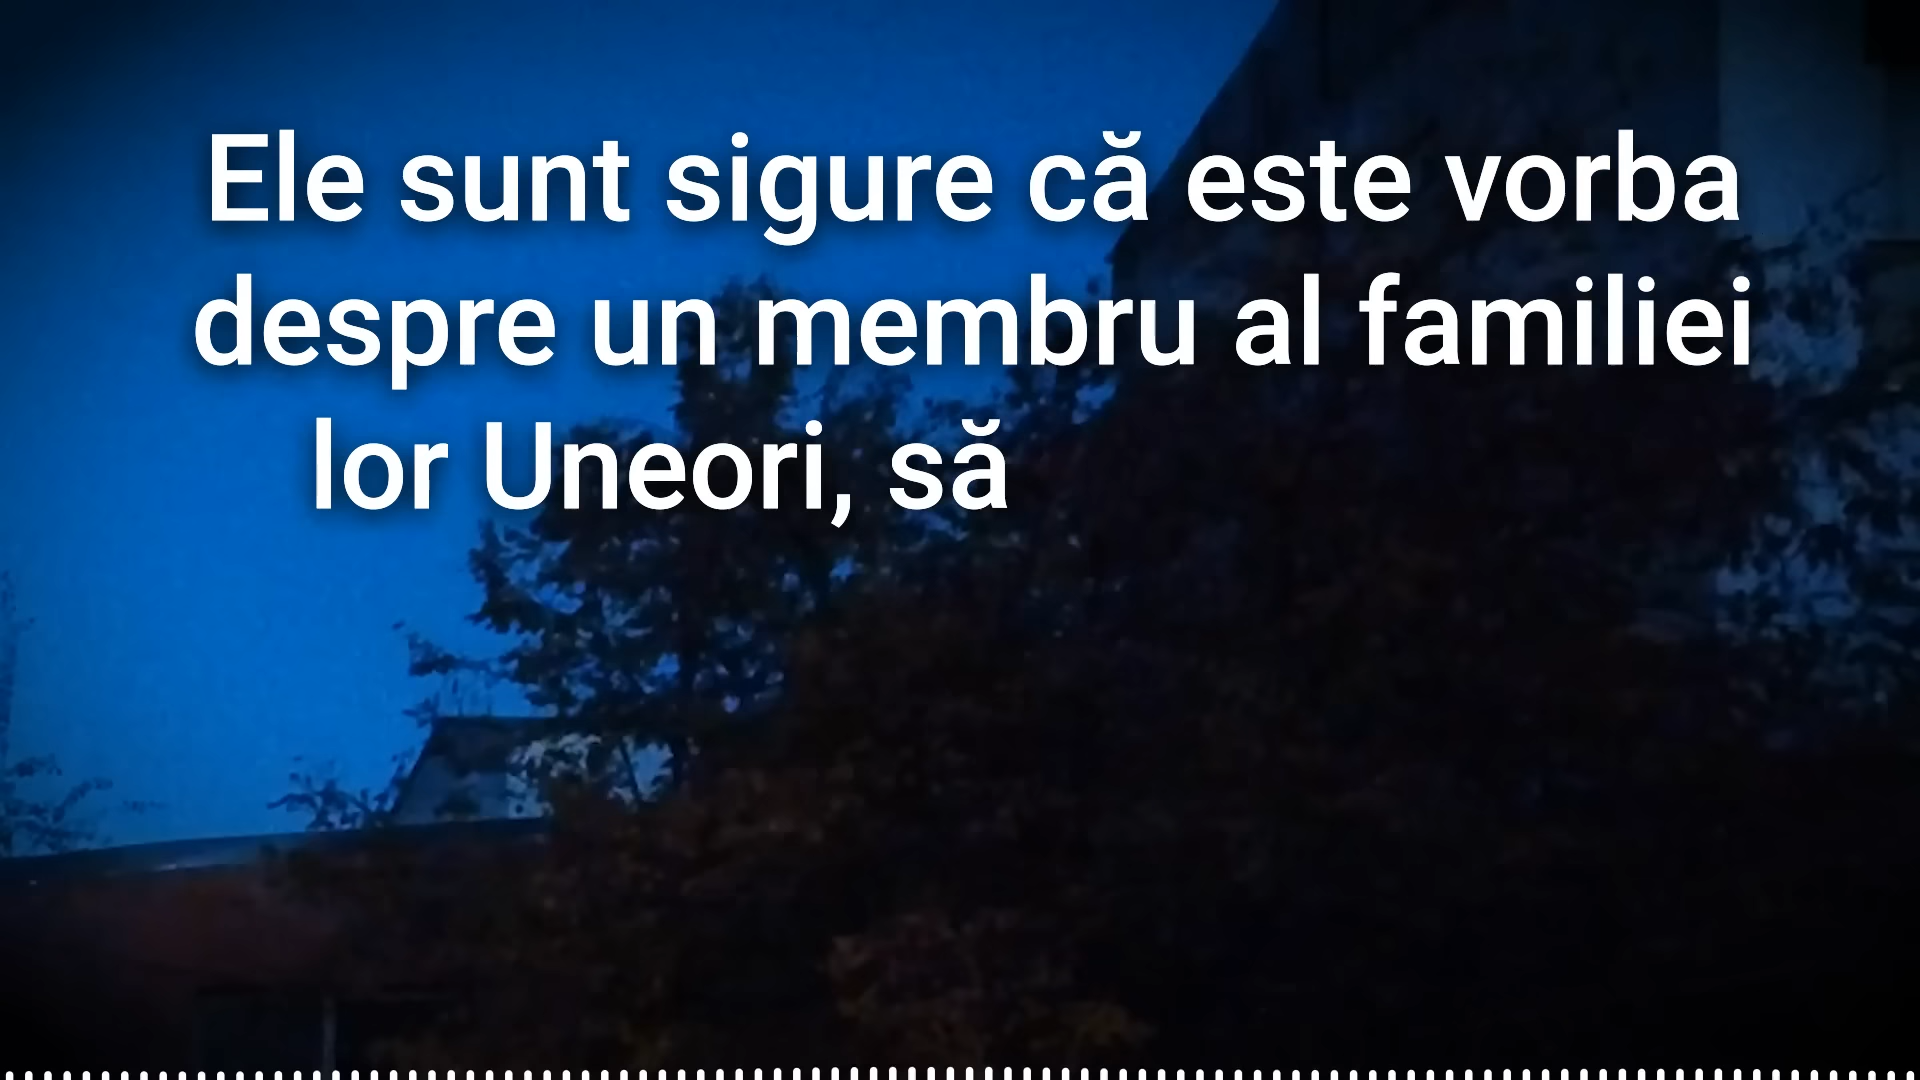 Ele sunt sigure că este vorba
despre un membru al familiei
lor Uneori, să